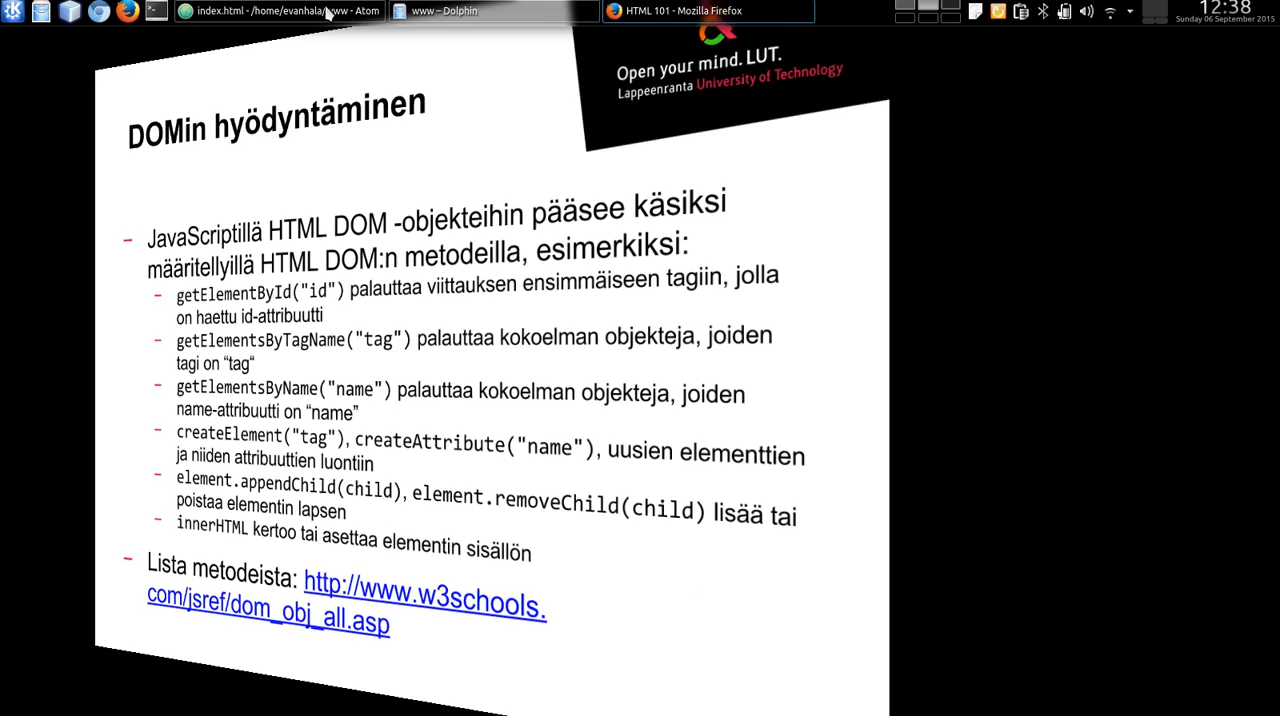 index.html - /home/evanhala/www - Atom
www – Dolphin
HTML 101 - Mozilla Firefox
12:38
Sunday 06 September 2015
Open your mind. LUT.
Lappeenranta University of Technology
DOMin hyödyntäminen
– JavaScriptillä HTML DOM -objekteihin pääsee käsiksi
määritellyillä HTML DOM:n metodeilla, esimerkiksi:
– getElementById("id") palauttaa viittauksen ensimmäiseen tagiin, jolla
on haettu id-attribuutti
– getElementsByTagName("tag") palauttaa kokoelman objekteja, joiden
tagi on “tag“
– getElementsByName("name") palauttaa kokoelman objekteja, joiden
name-attribuutti on “name”
– createElement("tag"), createAttribute("name"), uusien elementtien
ja niiden attribuuttien luontiin
– element.appendChild(child), element.removeChild(child) lisää tai
poistaa elementin lapsen
– innerHTML kertoo tai asettaa elementin sisällön
– Lista metodeista: http://www.w3schools.
com/jsref/dom_obj_all.asp